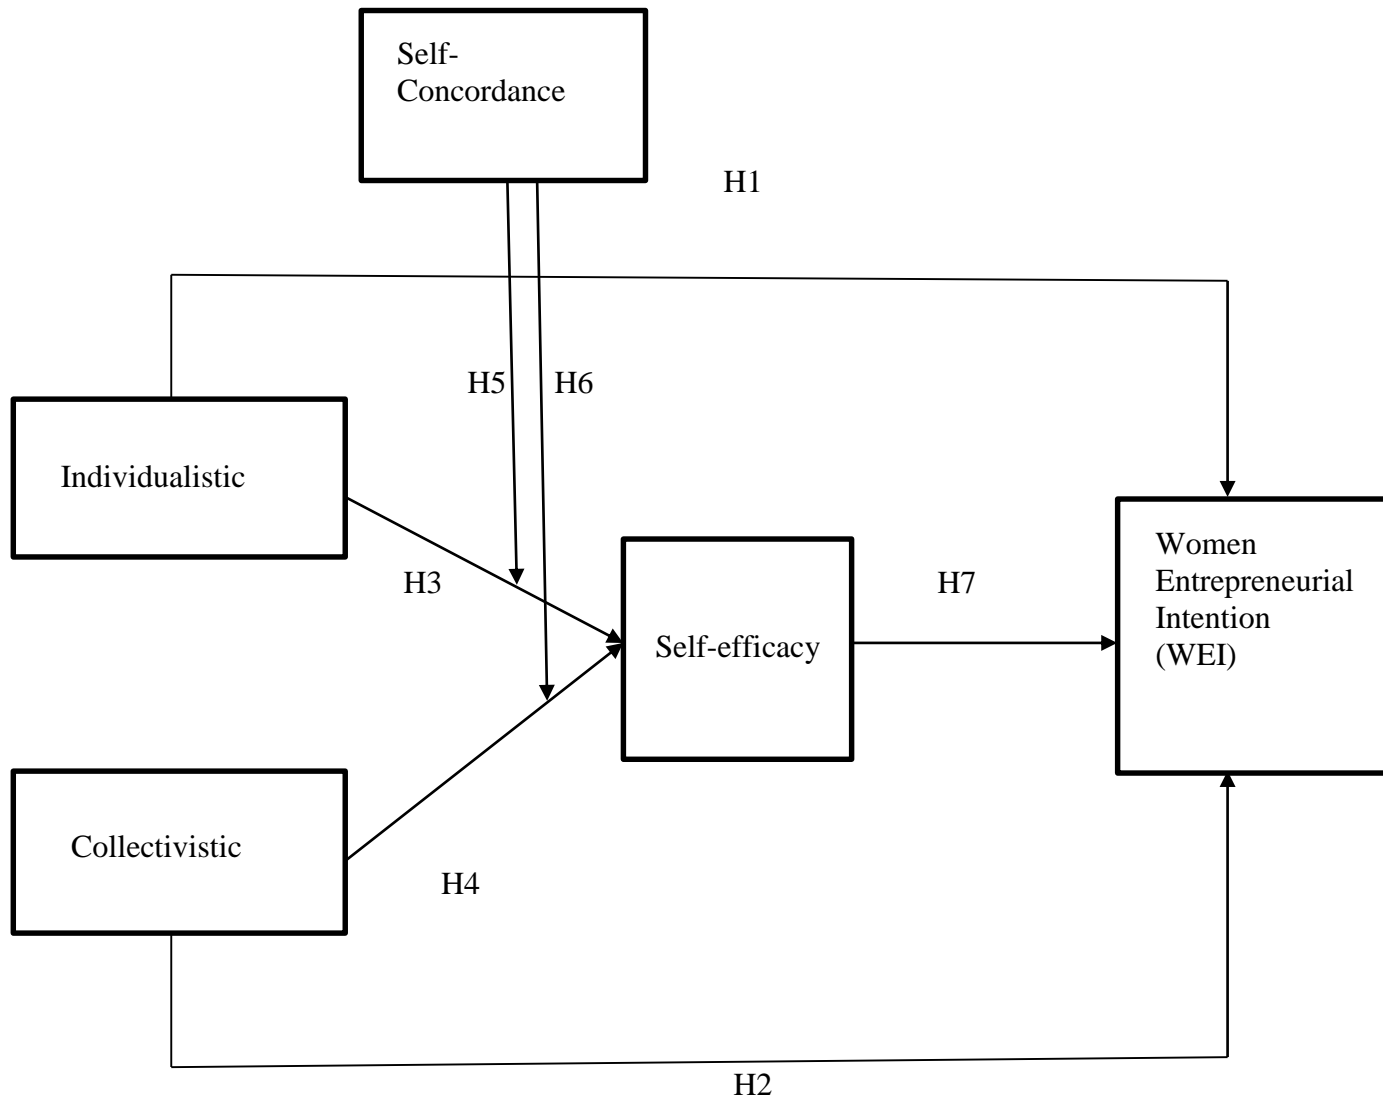 Self-
Concordance
H1
H5
H6
Individualistic
H3
Self-efficacy
H7
Women
Entrepreneurial
Intention
(WEI)
Collectivistic
H4
H2